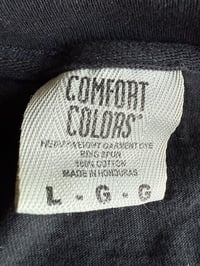 COMFORT
COLORS
HEAVYWEIGHT GARMENT DYE
RING SPUN
100% COTTON
MADE IN HONDURAS
L - G - G